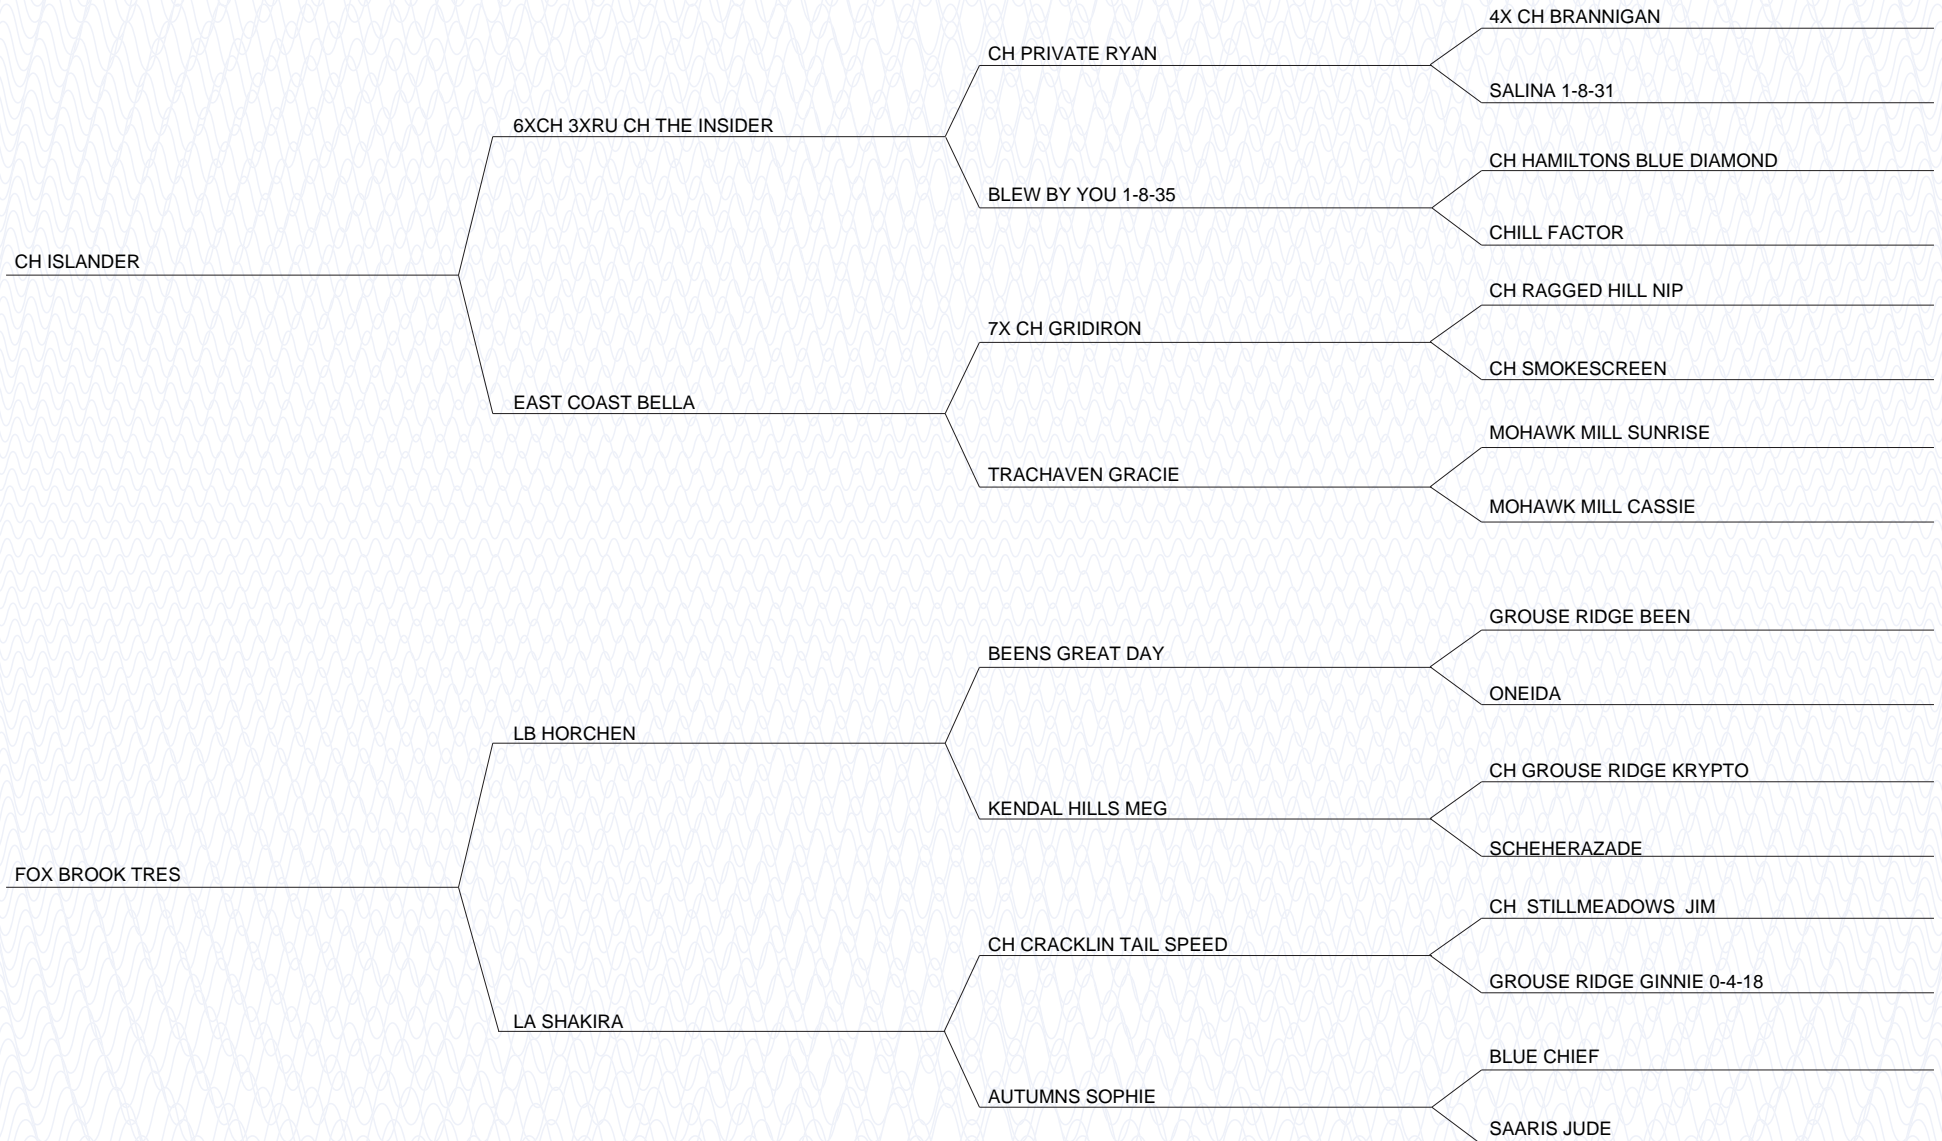 4X CH BRANNIGAN
CH PRIVATE RYAN
SALINA 1-8-31
6XCH 3XRU CH THE INSIDER
CH HAMILTONS BLUE DIAMOND
BLEW BY YOU 1-8-35
CHILL FACTOR
CH ISLANDER
CH RAGGED HILL NIP
7X CH GRIDIRON
CH SMOKESCREEN
EAST COAST BELLA
MOHAWK MILL SUNRISE
TRACHAVEN GRACIE
MOHAWK MILL CASSIE
GROUSE RIDGE BEEN
BEENS GREAT DAY
ONEIDA
LB HORCHEN
CH GROUSE RIDGE KRYPTO
KENDAL HILLS MEG
SCHEHERAZADE
FOX BROOK TRES
CH  STILLMEADOWS  JIM
CH CRACKLIN TAIL SPEED
GROUSE RIDGE GINNIE 0-4-18
LA SHAKIRA
BLUE CHIEF
AUTUMNS SOPHIE
SAARIS JUDE